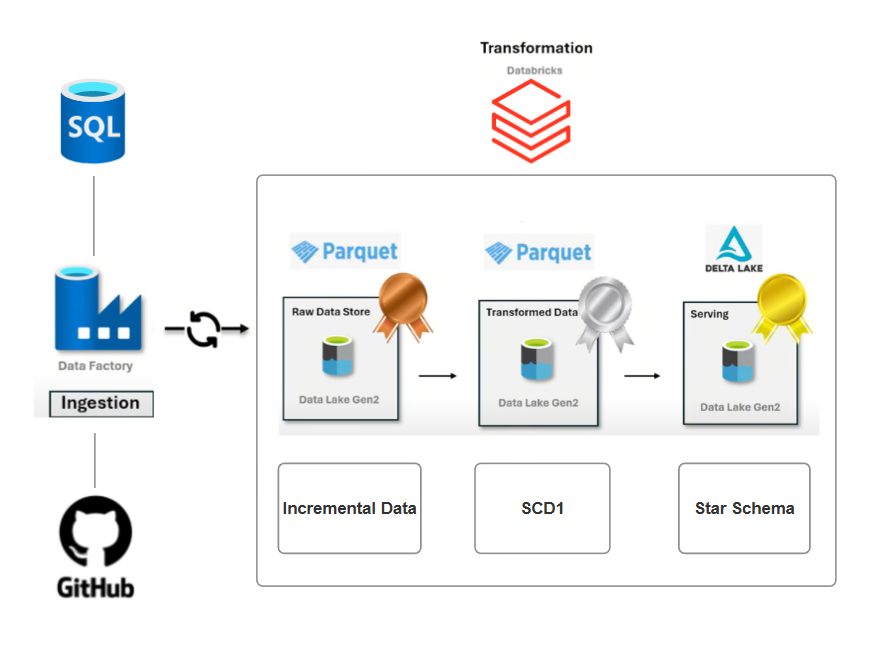 Transformation
Databricks
SQL
Parquet
Parquet
DELTA LAKE
Raw Data Store
Transformed Data
Serving
Data Factory
Data Lake Gen2
Data Lake Gen2
Data Lake Gen2
Ingestion
Incremental Data
SCD1
Star Schema
GitHub